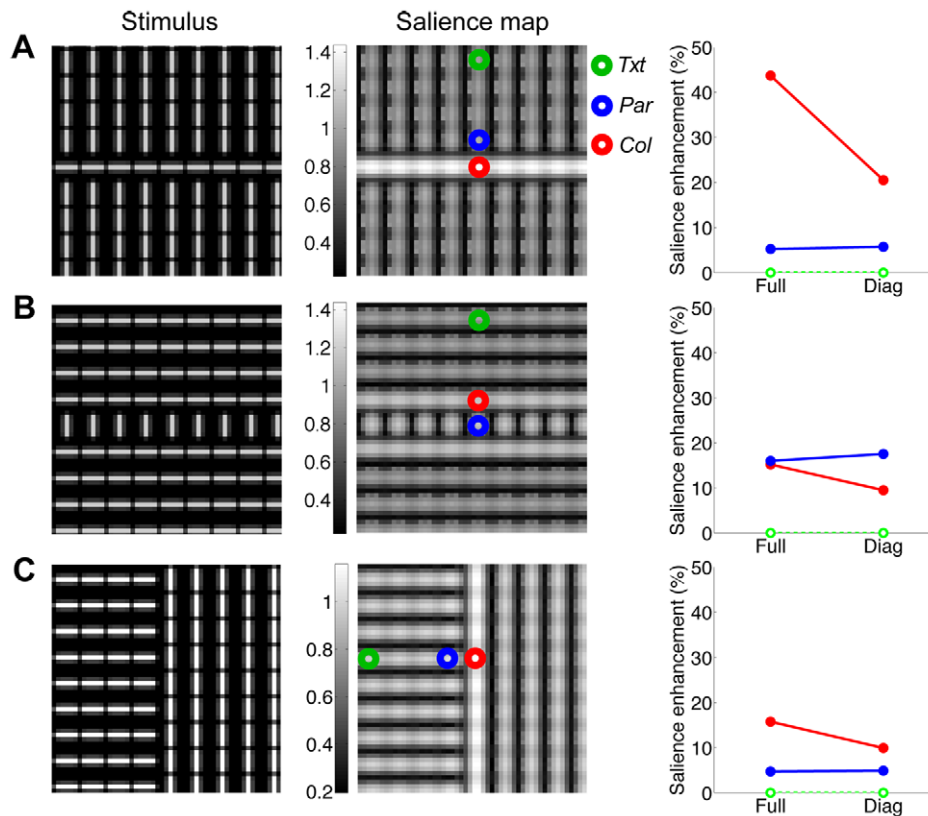 Stimulus
Salience map
A
1.4
1.2
1
0.8
0.6
0.4
Txt
Par
Col
Salience enhancement (%)
50
40
30
20
10
0
Full
Diag
B
1.4
1.2
1
0.8
0.6
0.4
Salience enhancement (%)
50
40
30
20
10
0
Full
Diag
C
1
0.8
0.6
0.4
0.2
Salience enhancement (%)
50
40
30
20
10
0
Full
Diag